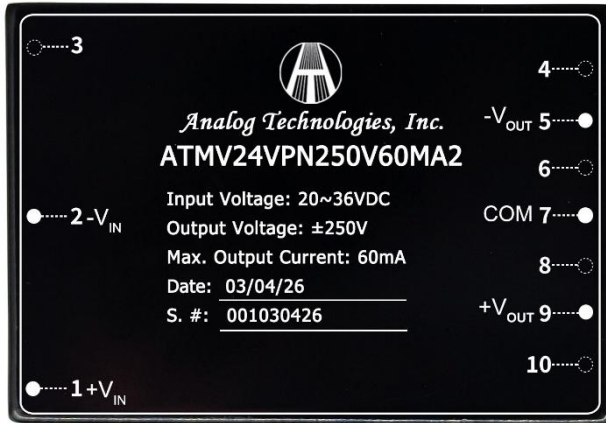 3
4
Analog Technologies, Inc.
-VOUT 5
ATMV24VPN250V60MA2
6
Input Voltage: 20~36VDC
2 -VIN
COM 7
Output Voltage: ±250V
Max. Output Current: 60mA
8
Date: 03/04/26
+VOUT 9
S. #: 001030426
10
1 +VIN